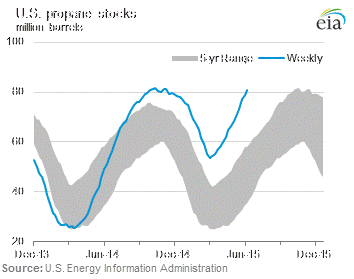 U.S. propane stocks
million barrels
eia
100
5-yr Range
Weekly
80
60
40
20
Dec-13
Jun-14
Dec-14
Jun-15
Dec-15
Source: U.S. Energy Information Administration